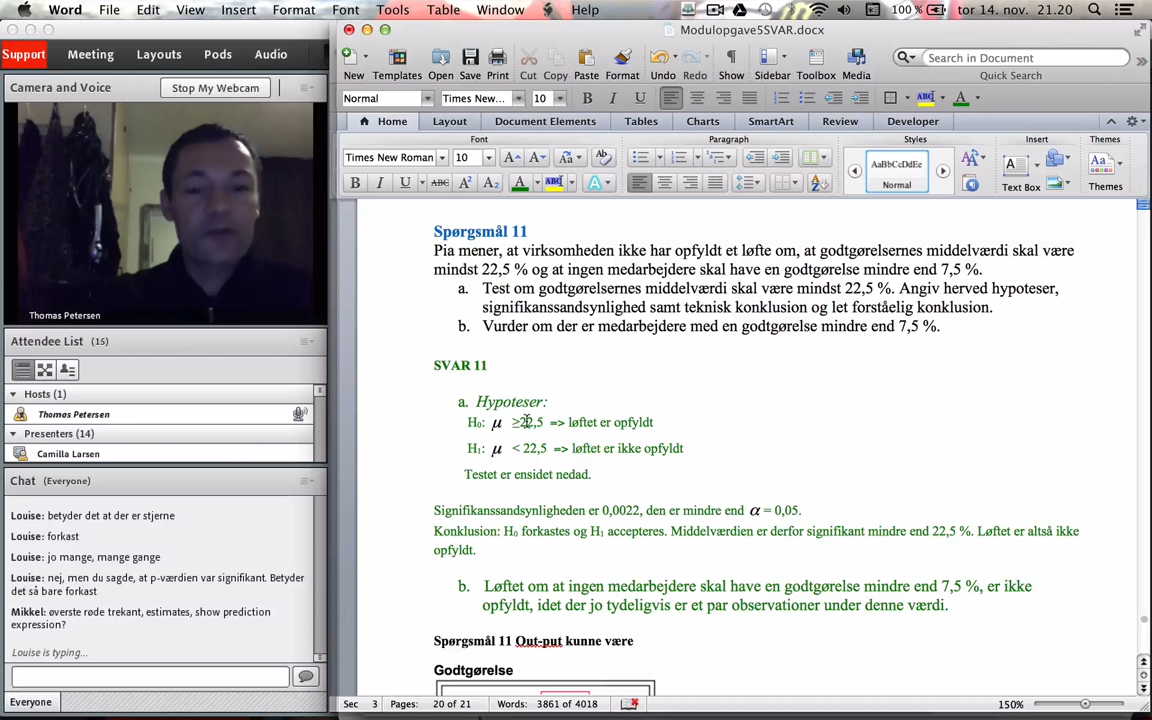 Word File Edit View Insert Format Font Tools Table Window Help 100 % tor 14. nov. 21.20
Support Meeting Layouts Pods Audio
Modulopgave5SVAR.docx
Camera and Voice Stop My Webcam
New Templates Open Save Print Cut Copy Paste Format Undo Redo Show Sidebar Toolbox Media
Search in Document
Quick Search
Normal Times New... 10 B I U
Home Layout Document Elements Tables Charts SmartArt Review Developer
Font Paragraph Styles Insert Themes
Times New Roman 10
AaBbCcDdEe
Normal
Text Box Themes
Thomas Petersen
Attendee List (15)
Hosts (1)
Thomas Petersen
Presenters (14)
Camilla Larsen
Chat (Everyone)
Louise: betyder det at der er stjerne
Louise: forkast
Louise: jo mange, mange gange
Louise: nej, men du sagde, at p-værdien var signifikant. Betyder
det så bare forkast
Mikkel: øverste røde trekant, estimates, show prediction
expression?
Louise is typing...
Everyone
Spørgsmål 11
Pia mener, at virksomheden ikke har opfyldt et løfte om, at godtgørelsernes middelværdi skal være
mindst 22,5 % og at ingen medarbejdere skal have en godtgørelse mindre end 7,5 %.
a. Test om godtgørelsernes middelværdi skal være mindst 22,5 %. Angiv herved hypoteser,
signifikanssandsynlighed samt teknisk konklusion og let forståelig konklusion.
b. Vurder om der er medarbejdere med en godtgørelse mindre end 7,5 %.
SVAR 11
a. Hypoteser:
H₀: μ ≥22,5 => løftet er opfyldt
H₁: μ < 22,5 => løftet er ikke opfyldt
Testet er ensidet nedad.
Signifikanssandsynligheden er 0,0022, den er mindre end α = 0,05.
Konklusion: H₀ forkastes og H₁ accepteres. Middelværdien er derfor signifikant mindre end 22,5 %. Løftet er altså ikke
opfyldt.
b. Løftet om at ingen medarbejdere skal have en godtgørelse mindre end 7,5 %, er ikke
opfyldt, idet der jo tydeligvis er et par observationer under denne værdi.
Spørgsmål 11 Out-put kunne være
Godtgørelse
Sec 3 Pages: 20 of 21 Words: 3861 of 4018 150%